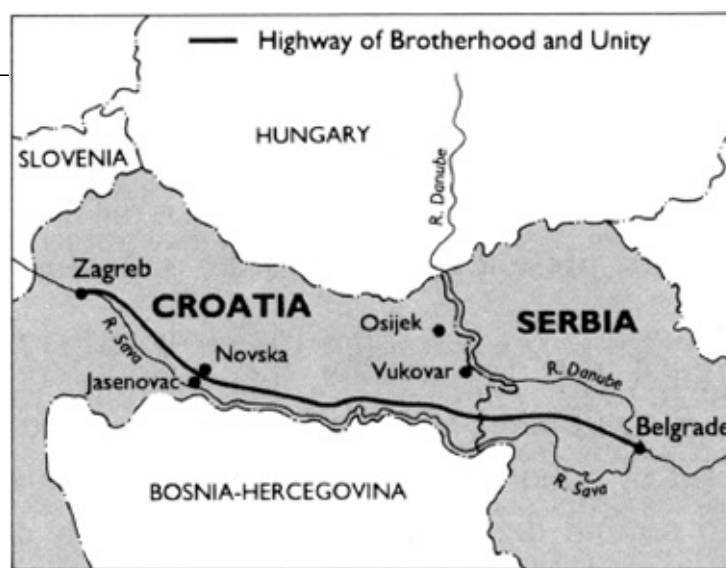 Highway of Brotherhood and Unity
HUNGARY
SLOVENIA
R. Danube
Zagreb
CROATIA
Osijek
SERBIA
R. Sava
Novska
Vukovar
R. Danube
Jasenovac
Belgrade
R. Sava
BOSNIA-HERCEGOVINA